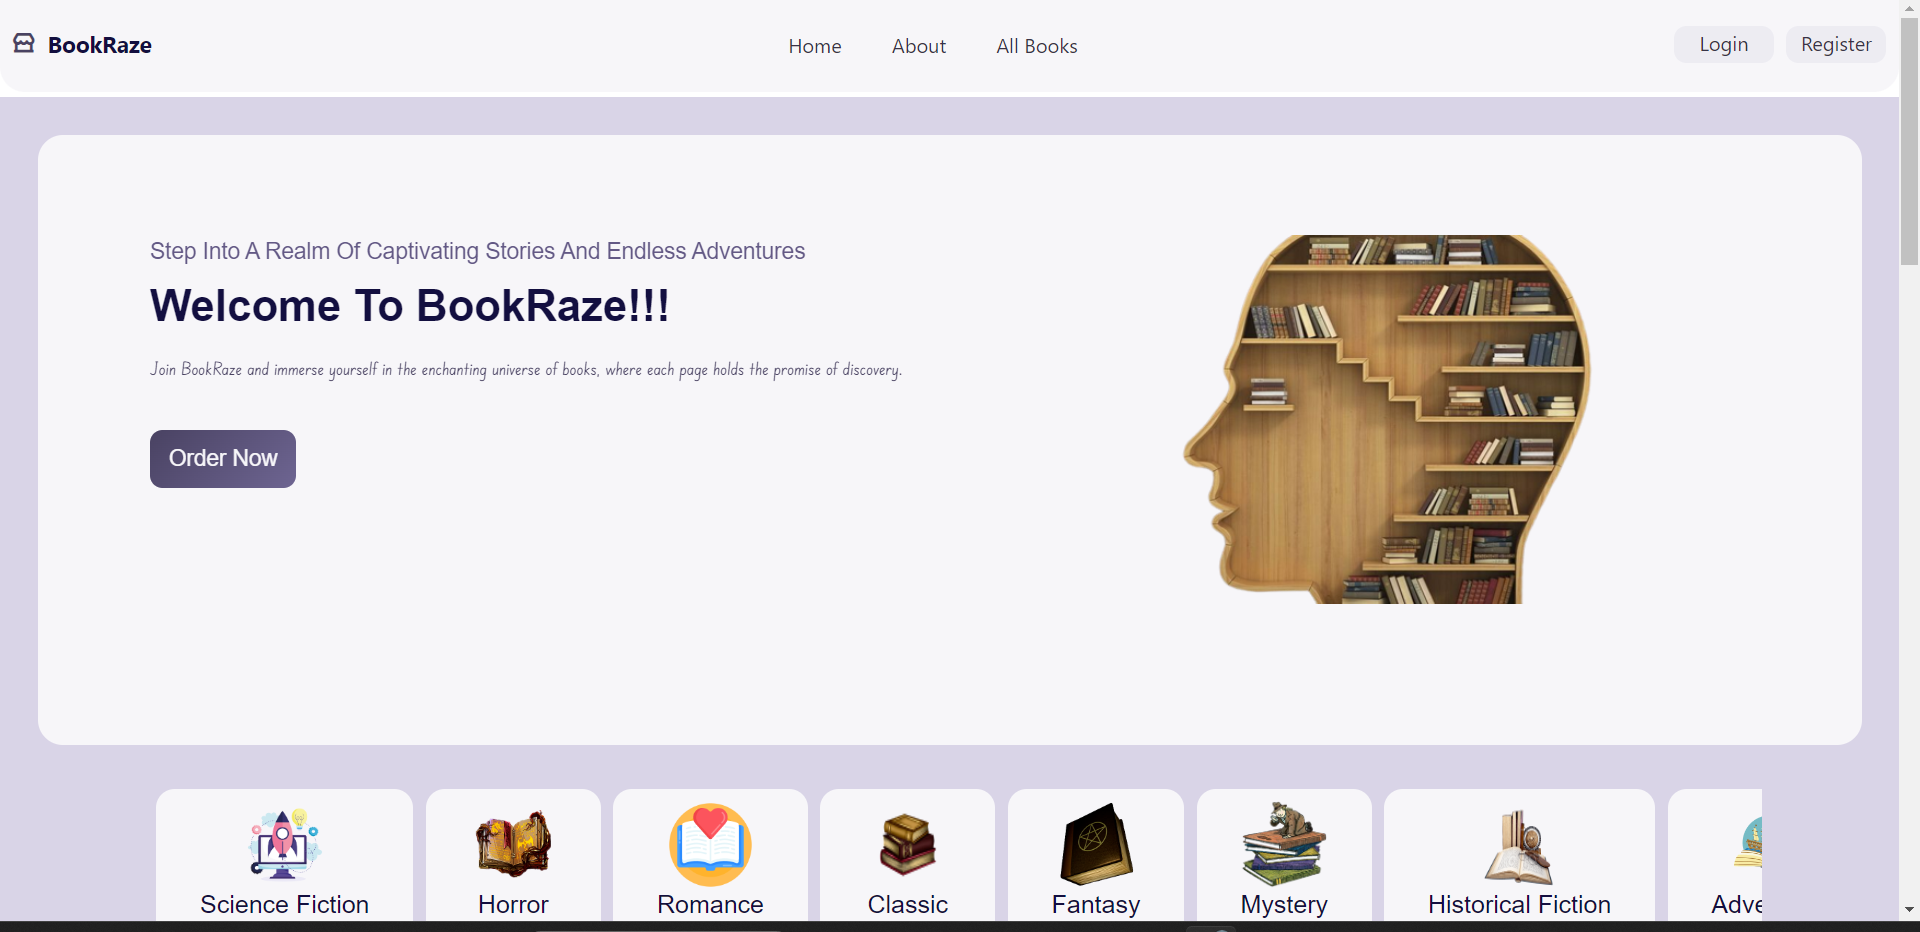 BookRaze
Home About All Books
Login Register
Step Into A Realm Of Captivating Stories And Endless Adventures
Welcome To BookRaze!!!
Join BookRaze and immerse yourself in the enchanting universe of books, where each page holds the promise of discovery.
Order Now
Science Fiction Horror Romance Classic Fantasy Mystery Historical Fiction Adve